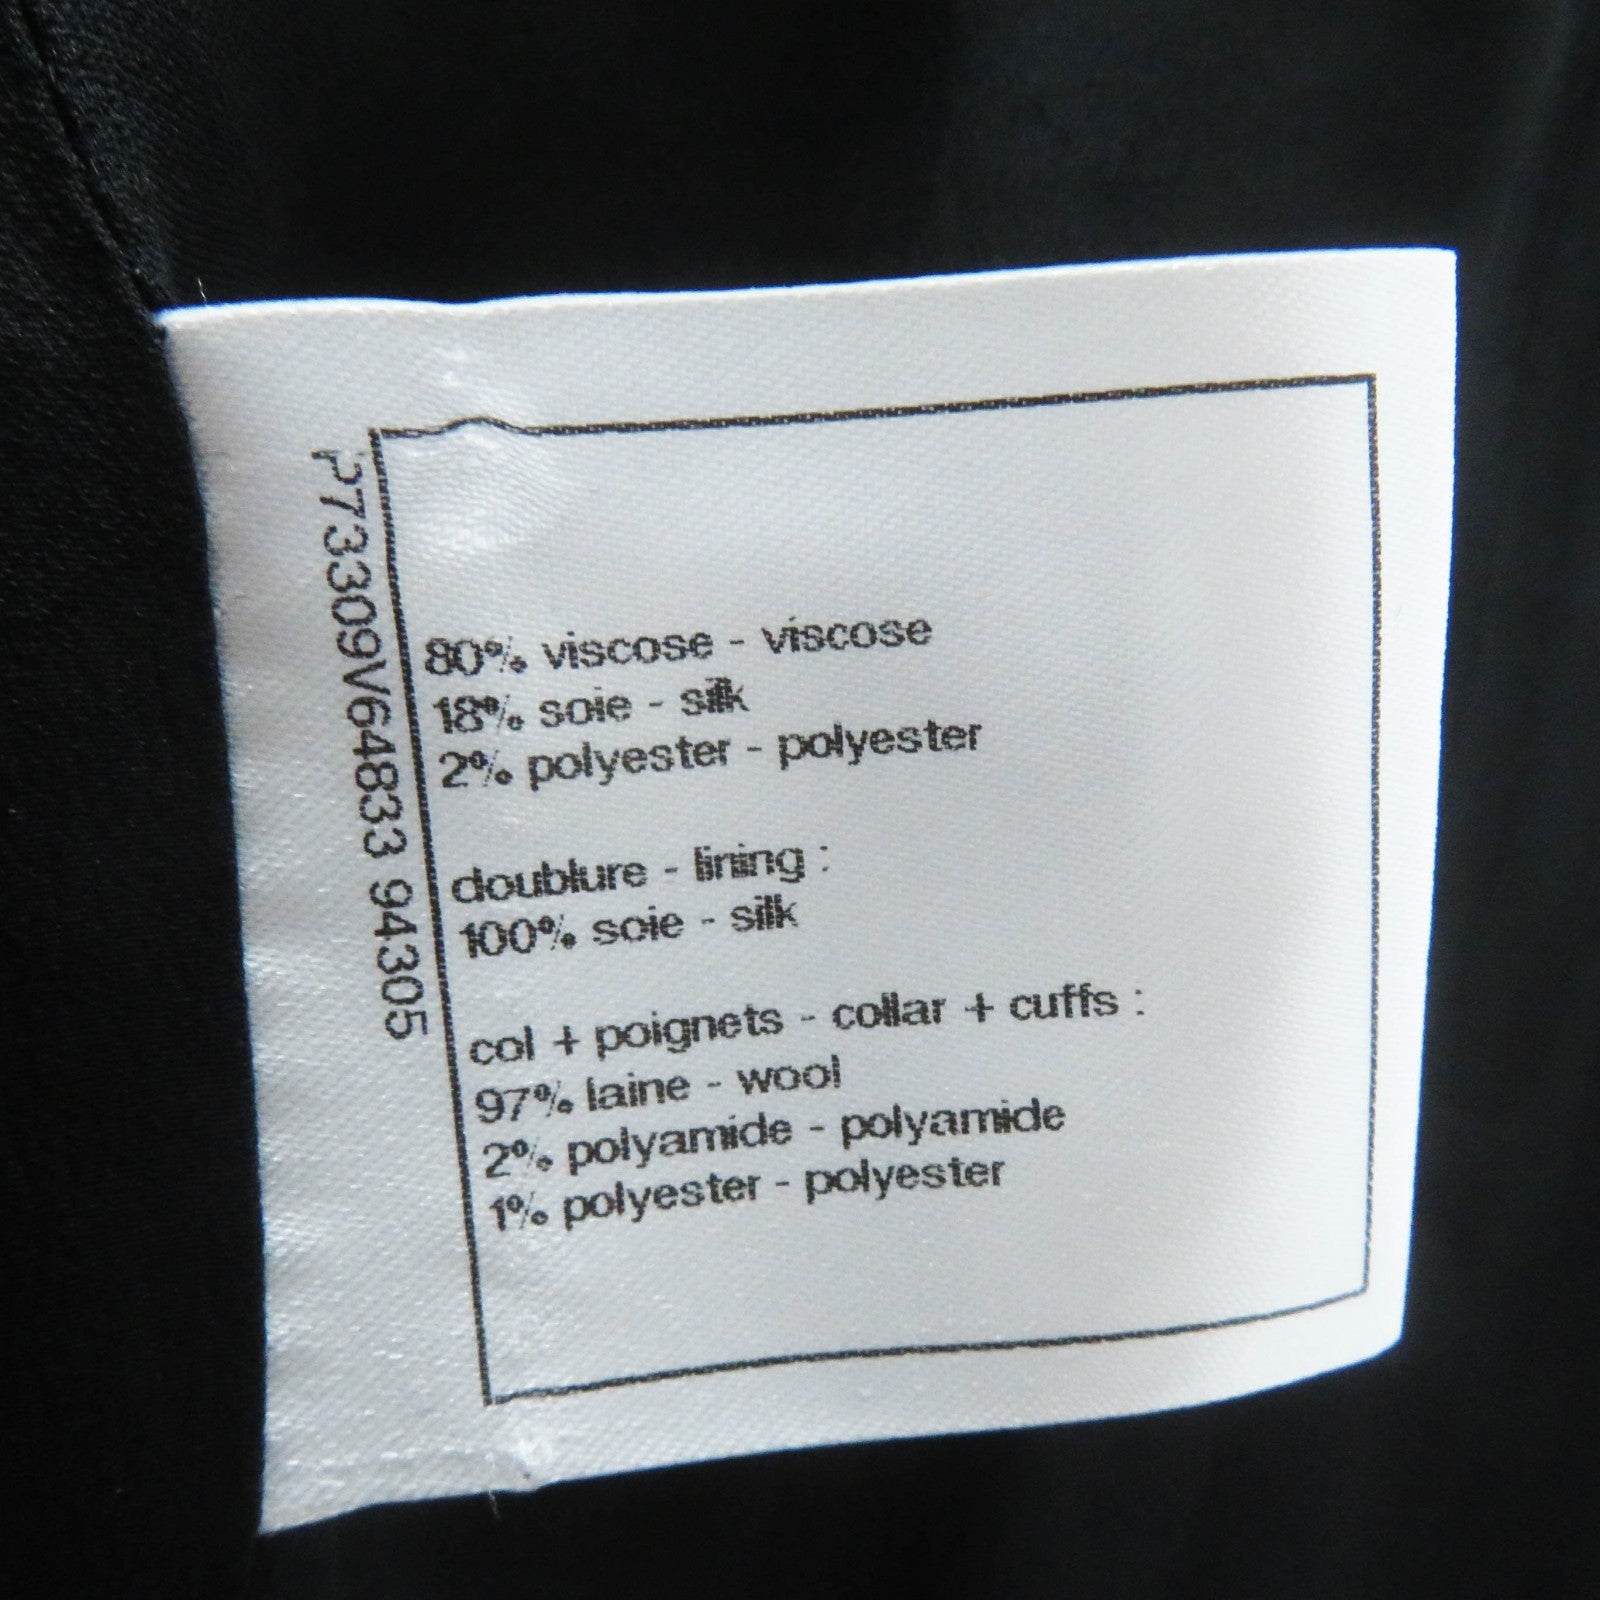 P73309V64833 94305
80% viscose - viscose
18% soie - silk
2% polyester - polyester
doublure - lining :
100% soie - silk
col + poignets - collar + cuffs :
97% laine - wool
2% polyamide - polyamide
1% polyester - polyester